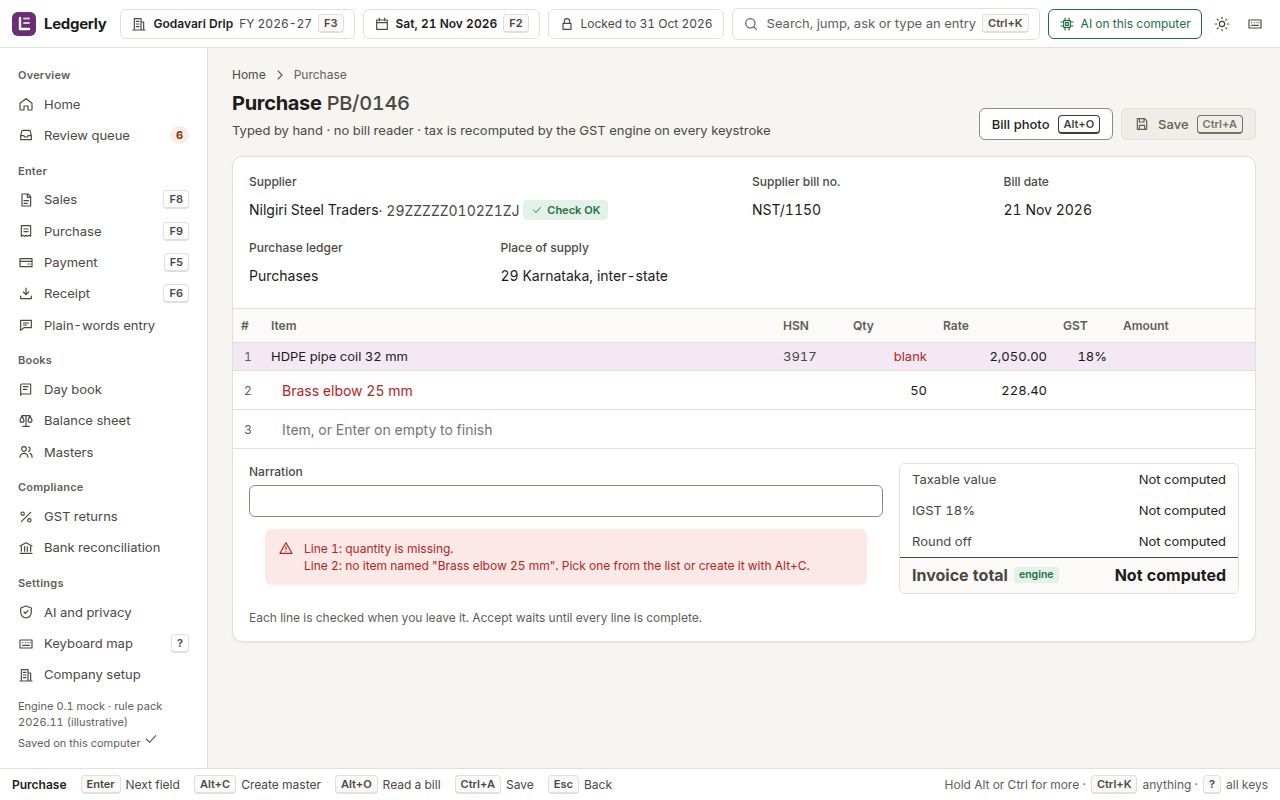 Ledgerly
Godavari Drip FY 2026-27 F3
Sat, 21 Nov 2026 F2
Locked to 31 Oct 2026
Search, jump, ask or type an entry Ctrl+K
AI on this computer
Overview
Home
Review queue 6
Enter
Sales F8
Purchase F9
Payment F5
Receipt F6
Plain-words entry
Books
Day book
Balance sheet
Masters
Compliance
GST returns
Bank reconciliation
Settings
AI and privacy
Keyboard map ?
Company setup
Engine 0.1 mock · rule pack
2026.11 (illustrative)
Saved on this computer
Home Purchase
Purchase PB/0146
Typed by hand · no bill reader · tax is recomputed by the GST engine on every keystroke
Bill photo Alt+O
Save Ctrl+A
Supplier Supplier bill no. Bill date
Nilgiri Steel Traders · 29ZZZZZ0102Z1ZJ Check OK NST/1150 21 Nov 2026
Purchase ledger Place of supply
Purchases 29 Karnataka, inter-state
# Item HSN Qty Rate GST Amount
1 HDPE pipe coil 32 mm 3917 blank 2,050.00 18%
2 Brass elbow 25 mm 50 228.40
3 Item, or Enter on empty to finish
Narration
Line 1: quantity is missing.
Line 2: no item named "Brass elbow 25 mm". Pick one from the list or create it with Alt+C.
Each line is checked when you leave it. Accept waits until every line is complete.
Taxable value Not computed
IGST 18% Not computed
Round off Not computed
Invoice total engine Not computed
Purchase Enter Next field Alt+C Create master Alt+O Read a bill Ctrl+A Save Esc Back
Hold Alt or Ctrl for more · Ctrl+K anything · ? all keys